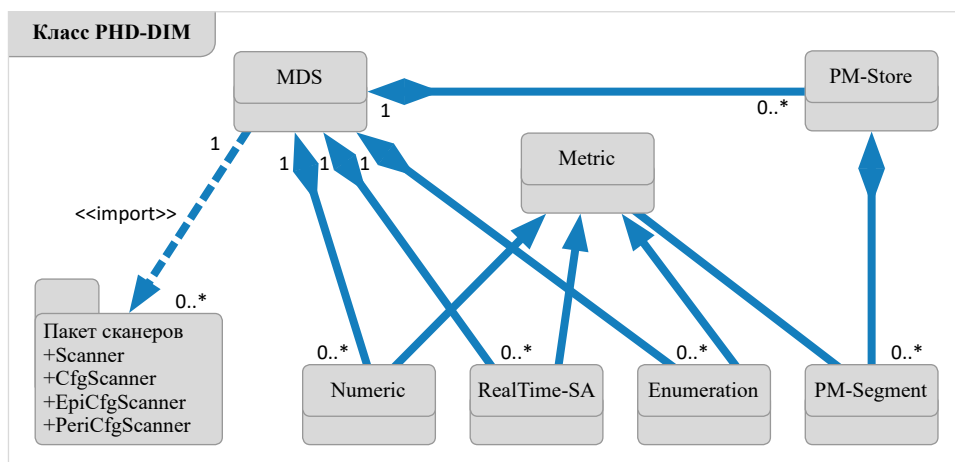 Класс PHD-DIM
MDS
PM-Store
1
0..*
1
1
1
1
Metric
<<import>>
0..*
Пакет сканеров
+Scanner
+CfgScanner
+EpiCfgScanner
+PeriCfgScanner
0..*
0..*
0..*
0..*
Numeric
RealTime-SA
Enumeration
PM-Segment